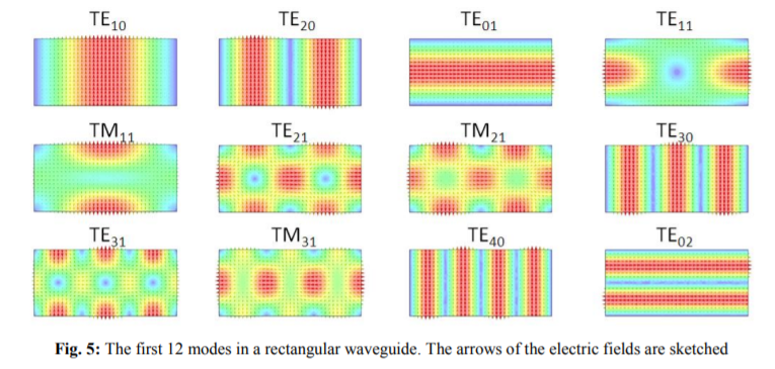 TE₁₀ TE₂₀ TE₀₁ TE₁₁
TM₁₁ TE₂₁ TM₂₁ TE₃₀
TE₃₁ TM₃₁ TE₄₀ TE₀₂
Fig. 5: The first 12 modes in a rectangular waveguide. The arrows of the electric fields are sketched